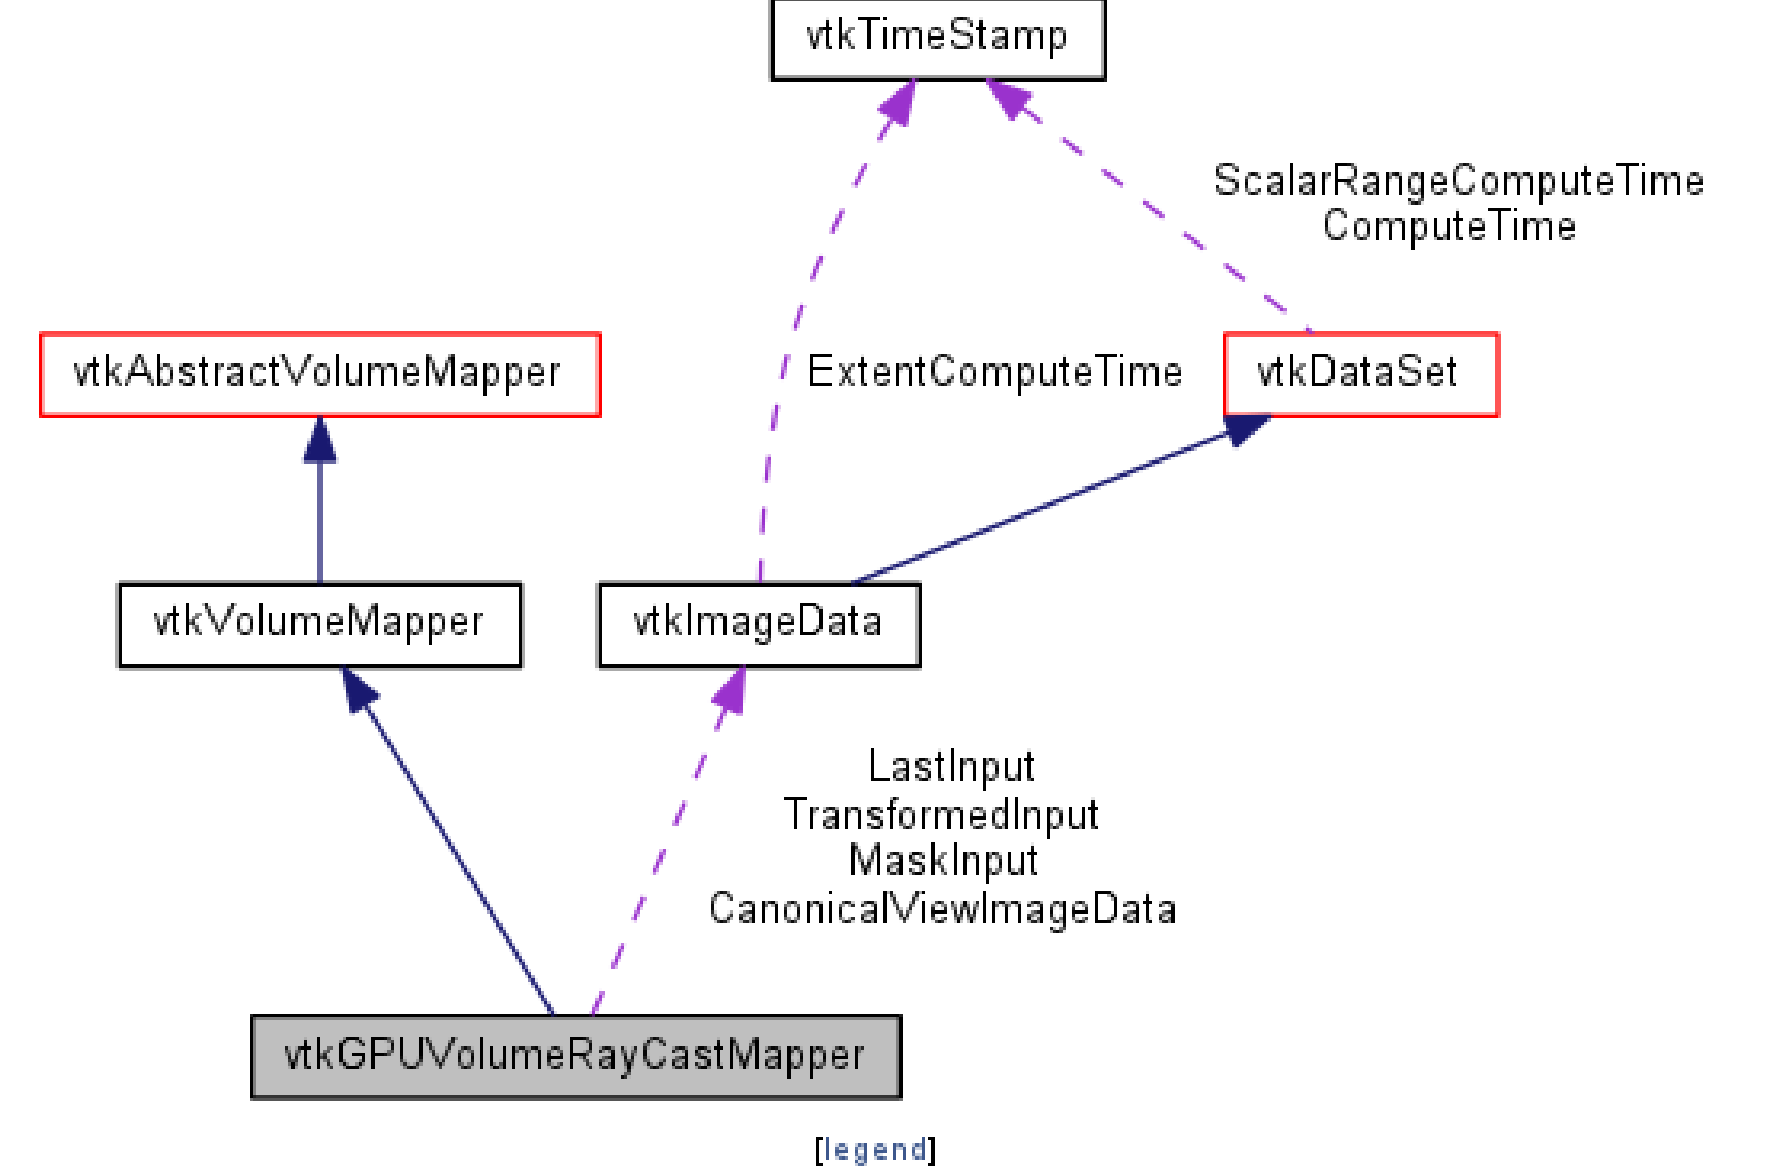 vtkTimeStamp
ScalarRangeComputeTime
ComputeTime
vtkAbstractVolumeMapper
ExtentComputeTime
vtkDataSet
vtkVolumeMapper
vtkImageData
LastInput
TransformedInput
MaskInput
CanonicalViewImageData
vtkGPUVolumeRayCastMapper
[legend]